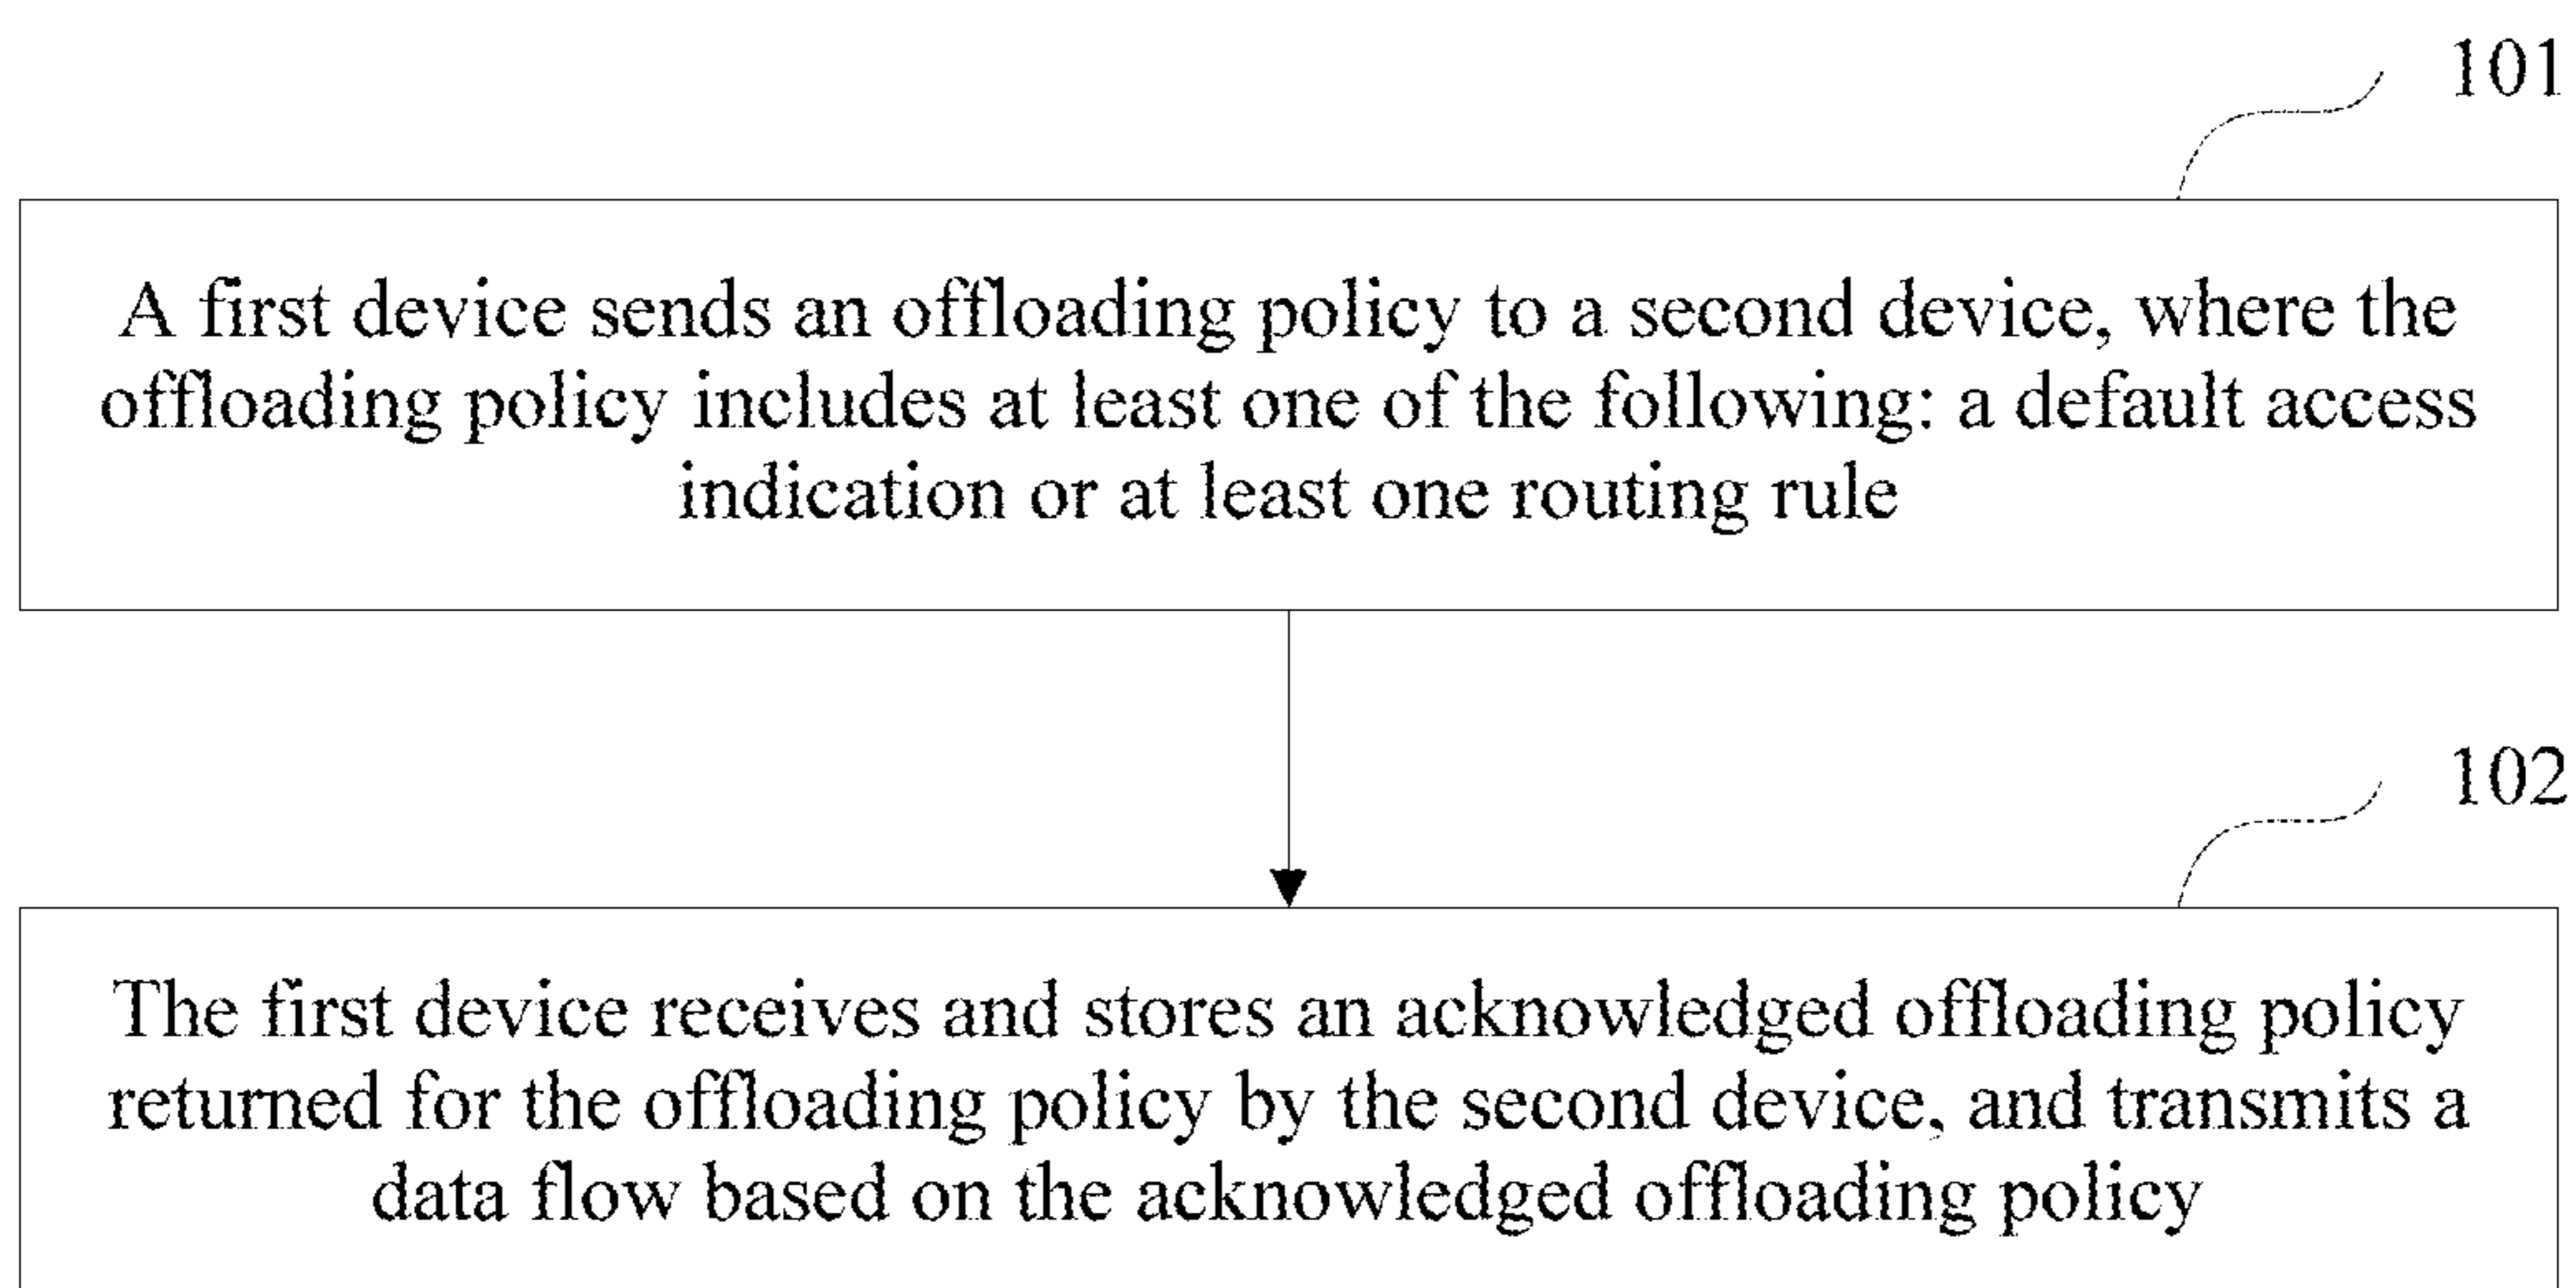 101
A first device sends an offloading policy to a second device, where the
offloading policy includes at least one of the following: a default access
indication or at least one routing rule
102
The first device receives and stores an acknowledged offloading policy
returned for the offloading policy by the second device, and transmits a
data flow based on the acknowledged offloading policy